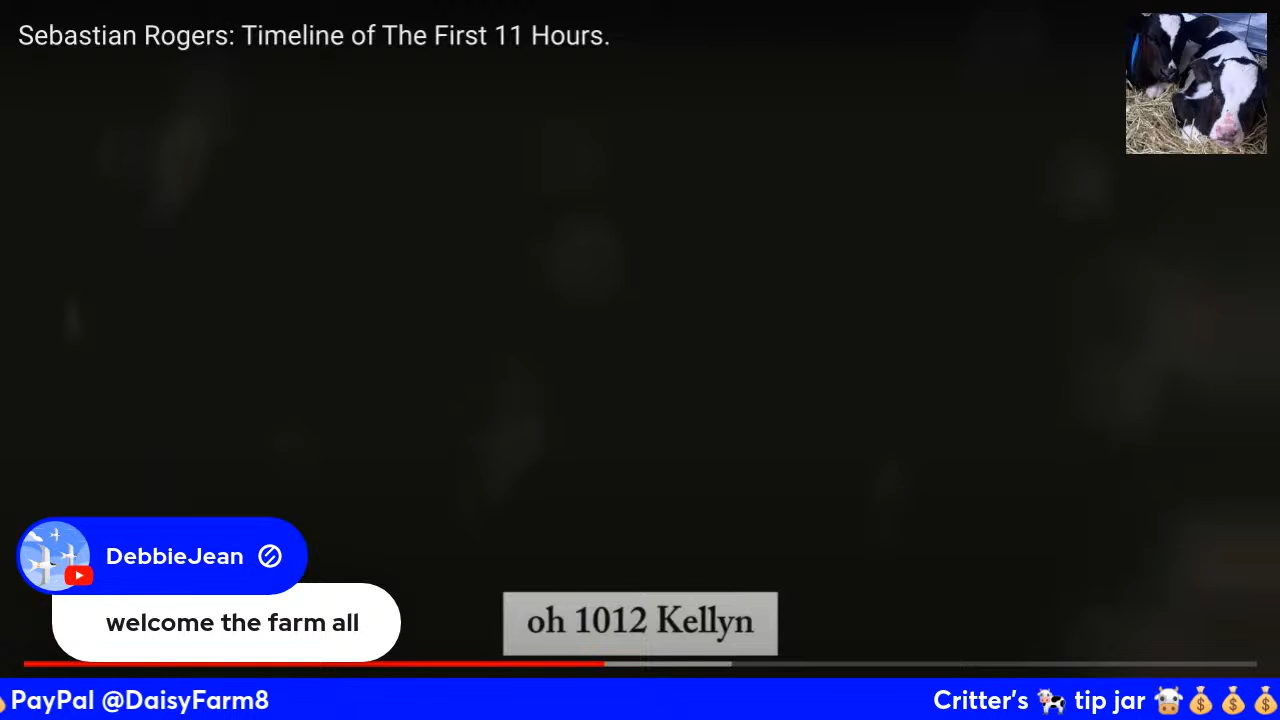 Sebastian Rogers: Timeline of The First 11 Hours.
DebbieJean
welcome the farm all
oh 1012 Kellyn
PayPal @DaisyFarm8
Critter's 🐄 tip jar 🐮💰💰💰